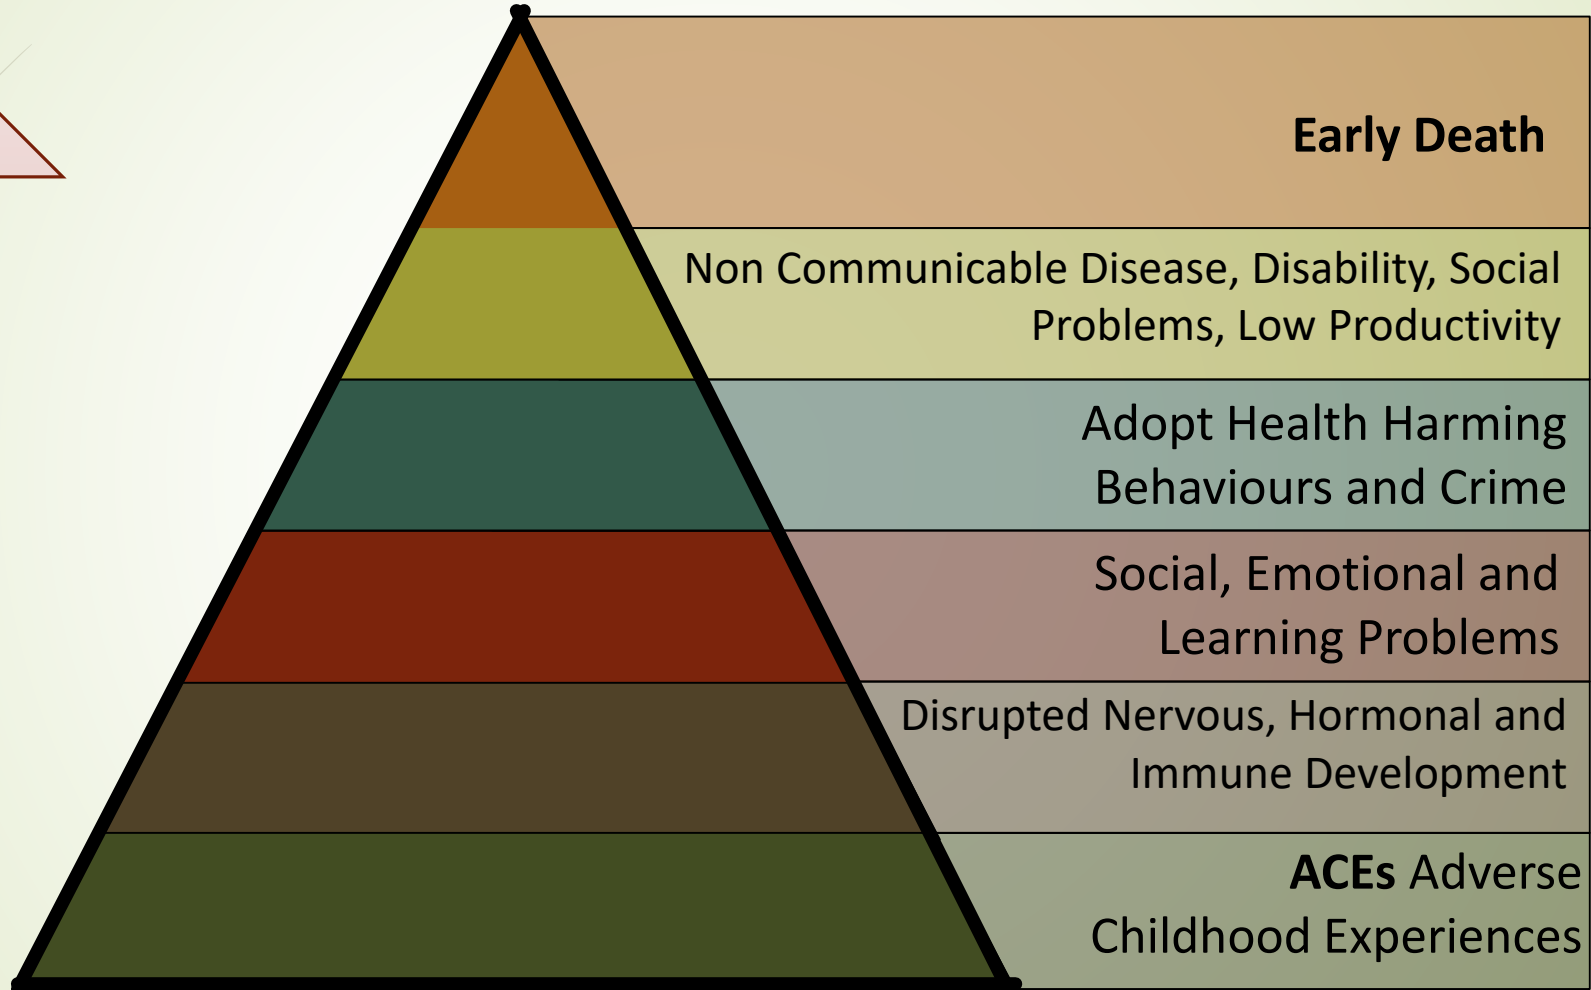 Early Death
Non Communicable Disease, Disability, Social
Problems, Low Productivity
Adopt Health Harming
Behaviours and Crime
Social, Emotional and
Learning Problems
Disrupted Nervous, Hormonal and
Immune Development
ACEs Adverse
Childhood Experiences